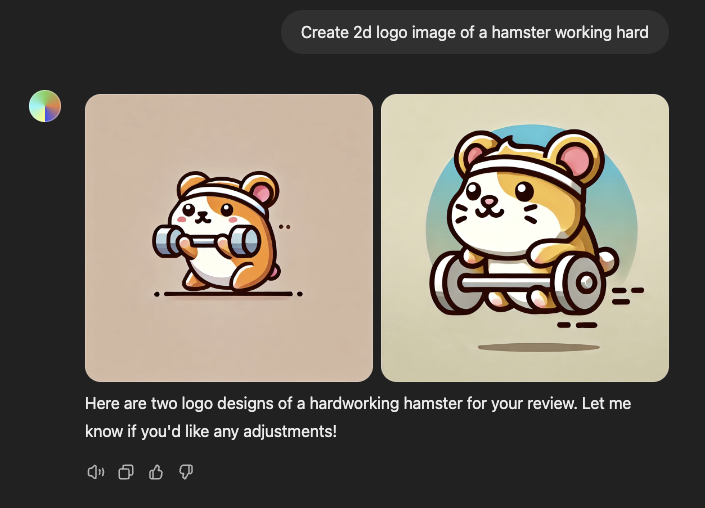 Create 2d logo image of a hamster working hard
Here are two logo designs of a hardworking hamster for your review. Let me
know if you'd like any adjustments!